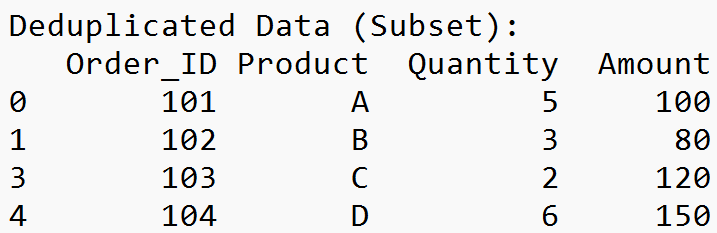 Deduplicated Data (Subset):
Order_ID Product Quantity Amount
0 101 A 5 100
1 102 B 3 80
3 103 C 2 120
4 104 D 6 150